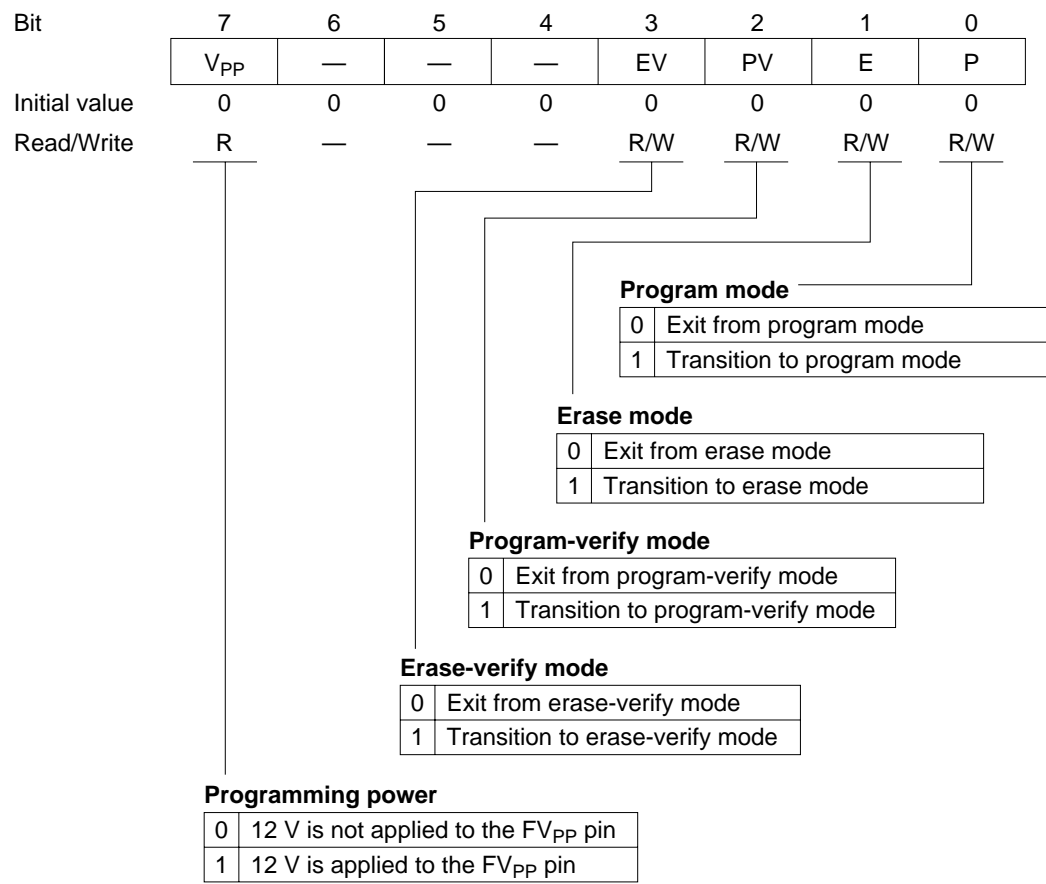 Bit 7 6 5 4 3 2 1 0
VPP — — — EV PV E P
Initial value 0 0 0 0 0 0 0 0
Read/Write R — — — R/W R/W R/W R/W
Program mode
0 Exit from program mode
1 Transition to program mode
Erase mode
0 Exit from erase mode
1 Transition to erase mode
Program-verify mode
0 Exit from program-verify mode
1 Transition to program-verify mode
Erase-verify mode
0 Exit from erase-verify mode
1 Transition to erase-verify mode
Programming power
0 12 V is not applied to the FVPP pin
1 12 V is applied to the FVPP pin